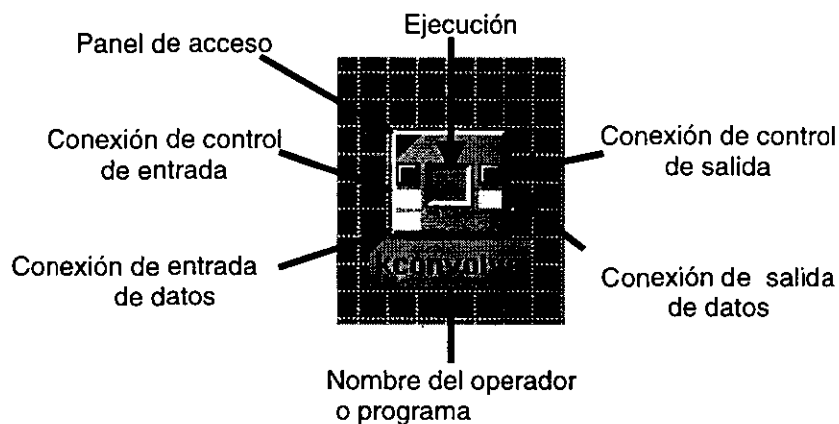 Ejecución
Panel de acceso
Conexión de control
de entrada
Conexión de control
de salida
Conexión de entrada
de datos
kconvolve
Conexión de salida
de datos
Nombre del operador
o programa